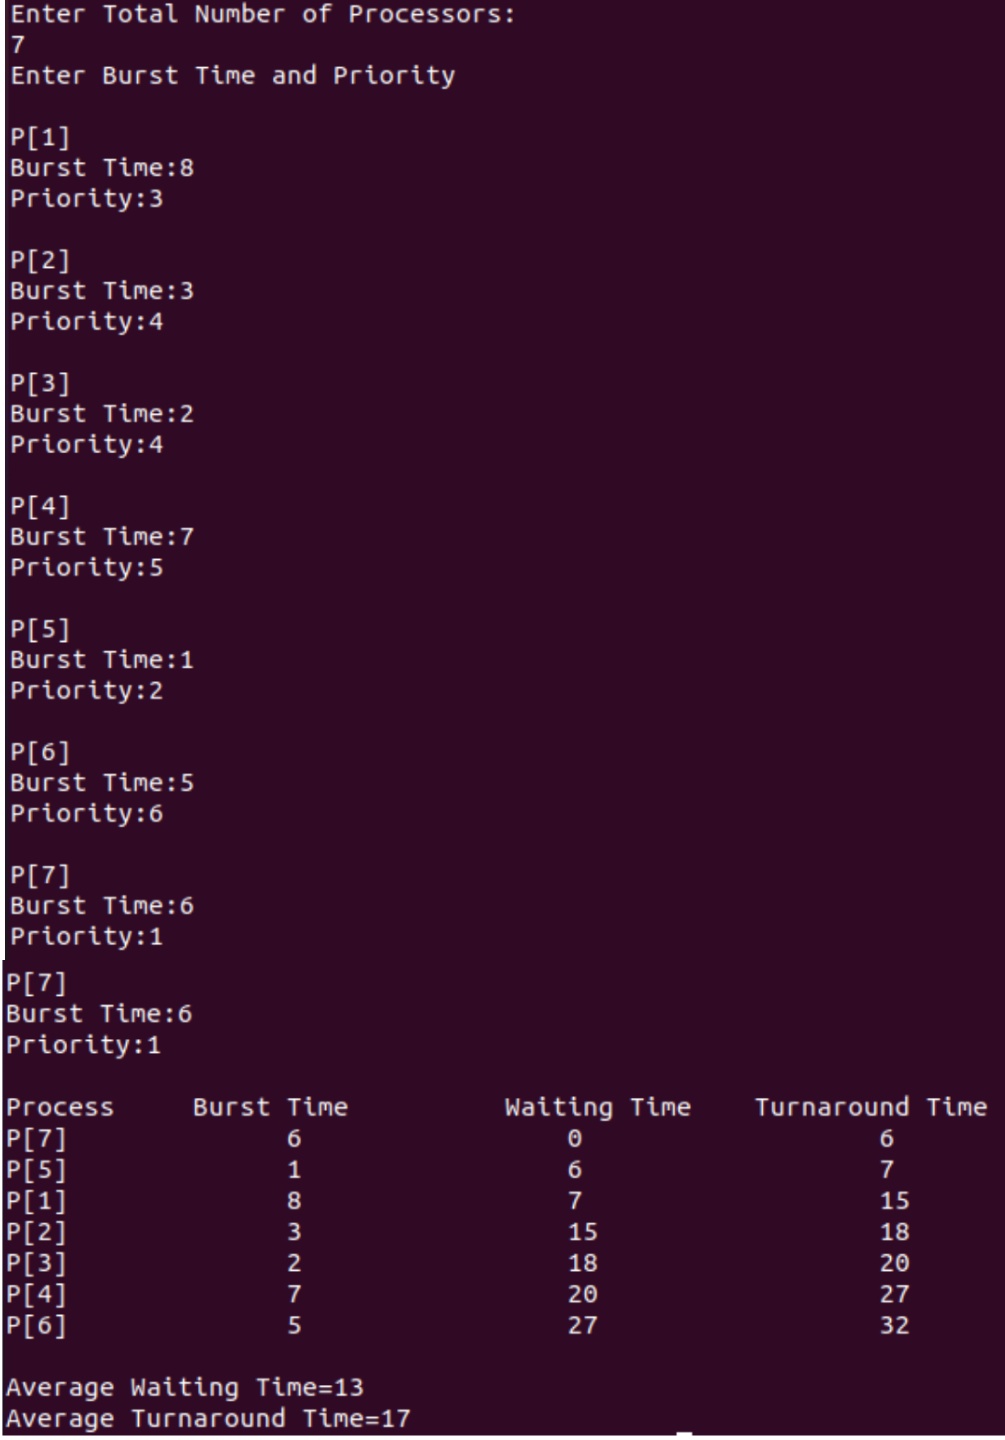 Enter Total Number of Processors:
7
Enter Burst Time and Priority
P[1]
Burst Time:8
Priority:3
P[2]
Burst Time:3
Priority:4
P[3]
Burst Time:2
Priority:4
P[4]
Burst Time:7
Priority:5
P[5]
Burst Time:1
Priority:2
P[6]
Burst Time:5
Priority:6
P[7]
Burst Time:6
Priority:1
P[7]
Burst Time:6
Priority:1
Process Burst Time Waiting Time Turnaround Time
P[7] 6 0 6
P[5] 1 6 7
P[1] 8 7 15
P[2] 3 15 18
P[3] 2 18 20
P[4] 7 20 27
P[6] 5 27 32
Average Waiting Time=13
Average Turnaround Time=17